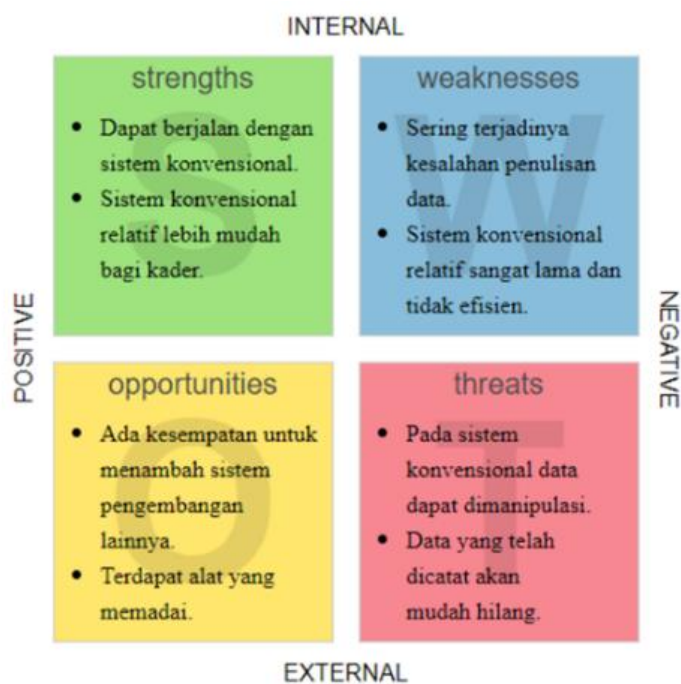 INTERNAL
strengths
• Dapat berjalan dengan
sistem konvensional.
• Sistem konvensional
relatif lebih mudah
bagi kader.
weaknesses
• Sering terjadinya
kesalahan penulisan
data.
• Sistem konvensional
relatif sangat lama dan
tidak efisien.
POSITIVE
NEGATIVE
opportunities
• Ada kesempatan untuk
menambah sistem
pengembangan
lainnya.
• Terdapat alat yang
memadai.
threats
• Pada sistem
konvensional data
dapat dimanipulasi.
• Data yang telah
dicatat akan
mudah hilang.
EXTERNAL
S
W
O
T